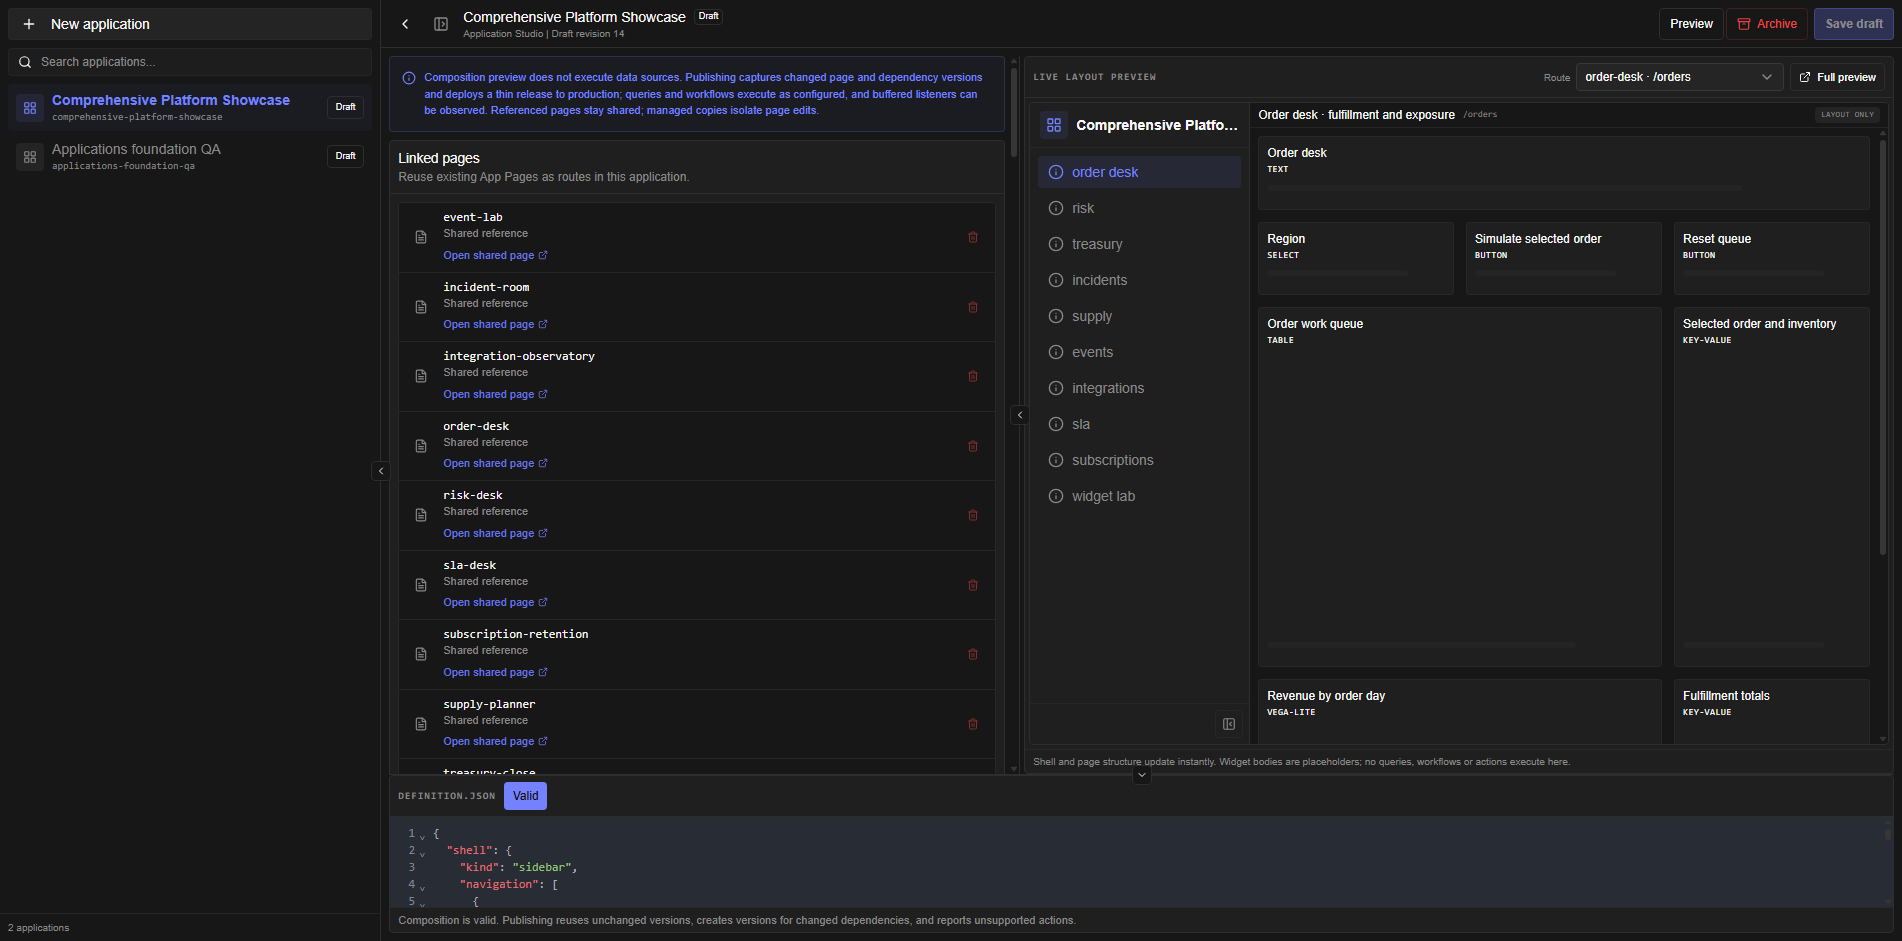 New application
Search applications...
Comprehensive Platform Showcase
comprehensive-platform-showcase
Draft
Applications foundation QA
applications-foundation-qa
Draft
2 applications
Comprehensive Platform Showcase
Draft
Application Studio | Draft revision 14
Preview
Archive
Save draft
Composition preview does not execute data sources. Publishing captures changed page and dependency versions
and deploys a thin release to production; queries and workflows execute as configured, and buffered listeners can
be observed. Referenced pages stay shared; managed copies isolate page edits.
Linked pages
Reuse existing App Pages as routes in this application.
event-lab
Shared reference
Open shared page
incident-room
Shared reference
Open shared page
integration-observatory
Shared reference
Open shared page
order-desk
Shared reference
Open shared page
risk-desk
Shared reference
Open shared page
sla-desk
Shared reference
Open shared page
subscription-retention
Shared reference
Open shared page
supply-planner
Shared reference
Open shared page
treasury-close
LIVE LAYOUT PREVIEW
Route
order-desk · /orders
Full preview
Comprehensive Platfo...
order desk
risk
treasury
incidents
supply
events
integrations
sla
subscriptions
widget lab
Order desk · fulfillment and exposure
/orders
LAYOUT ONLY
Order desk
TEXT
Region
SELECT
Simulate selected order
BUTTON
Reset queue
BUTTON
Order work queue
TABLE
Selected order and inventory
KEY-VALUE
Revenue by order day
VEGA-LITE
Fulfillment totals
KEY-VALUE
Shell and page structure update instantly. Widget bodies are placeholders; no queries, workflows or actions execute here.
DEFINITION.JSON
Valid
1 {
2 "shell": {
3 "kind": "sidebar",
4 "navigation": [
5 {
Composition is valid. Publishing reuses unchanged versions, creates versions for changed dependencies, and reports unsupported actions.